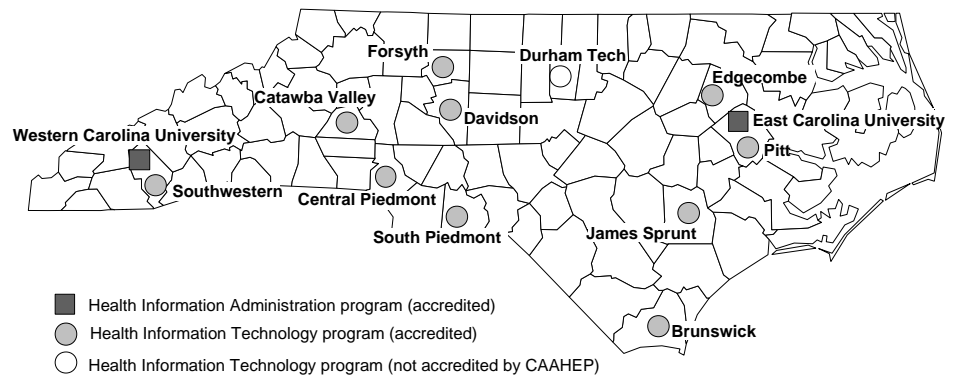 Forsyth
Durham Tech
Edgecombe
Catawba Valley
Davidson
East Carolina University
Western Carolina University
Pitt
Southwestern
Central Piedmont
South Piedmont
James Sprunt
Health Information Administration program (accredited)
Health Information Technology program (accredited)
Brunswick
Health Information Technology program (not accredited by CAAHEP)